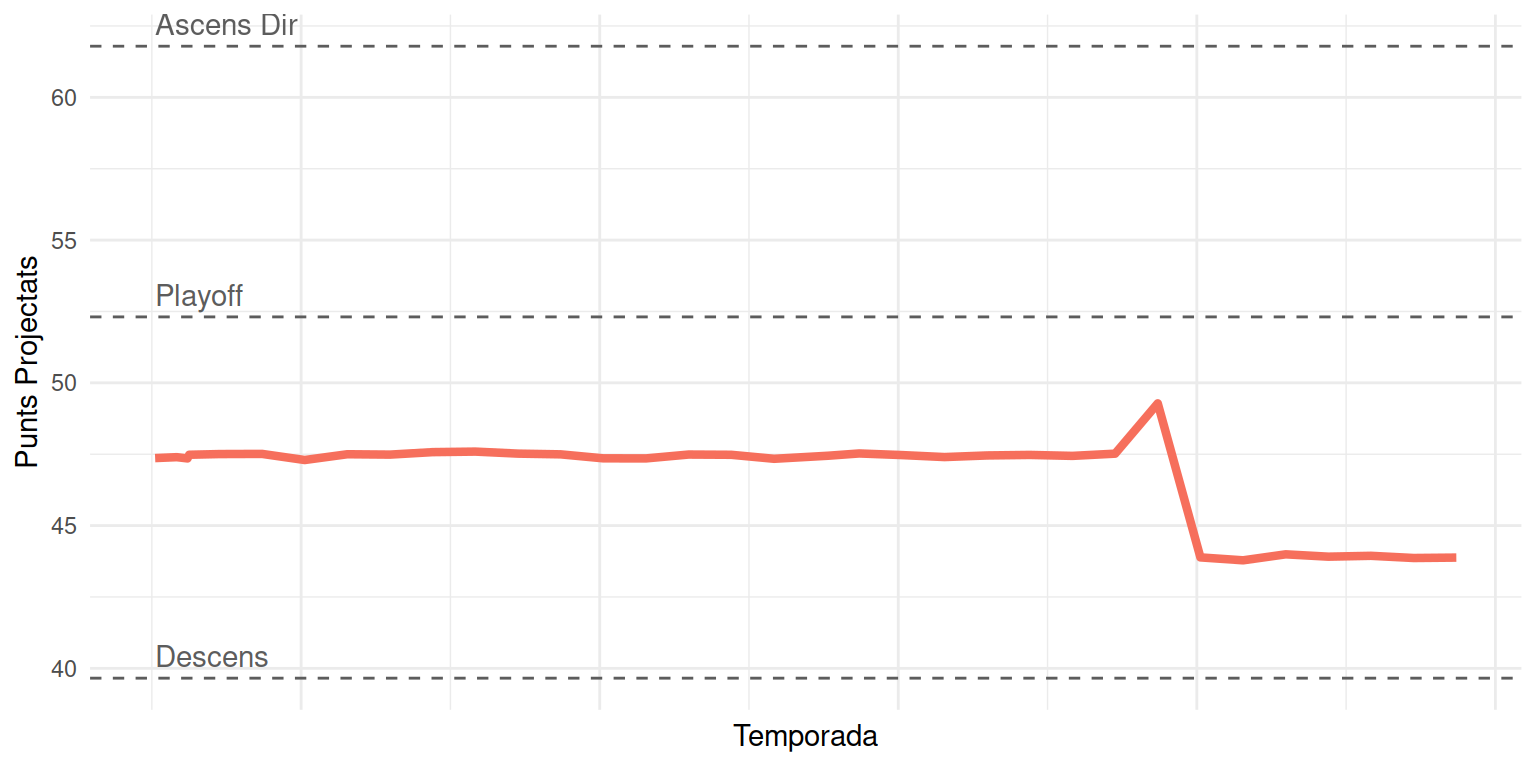 Ascens Dir
60
55
Playoff
50
45
Descens
40
Punts Projectats
Temporada